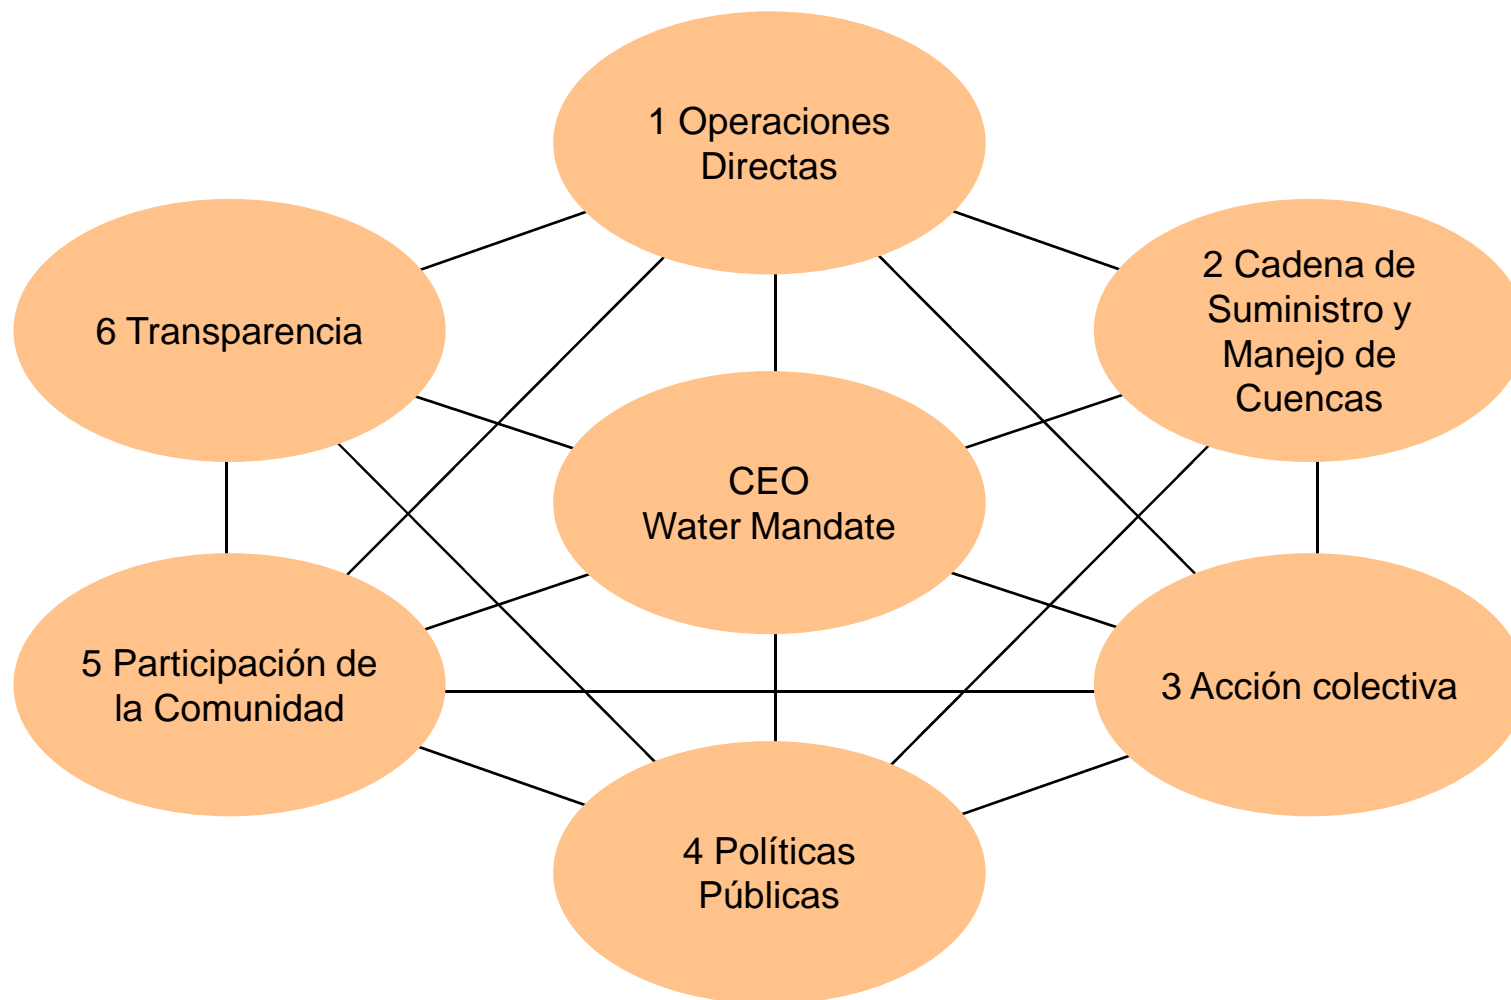 1 Operaciones
Directas
2 Cadena de
Suministro y
Manejo de
Cuencas
6 Transparencia
CEO
Water Mandate
5 Participación de
la Comunidad
3 Acción colectiva
4 Políticas
Públicas